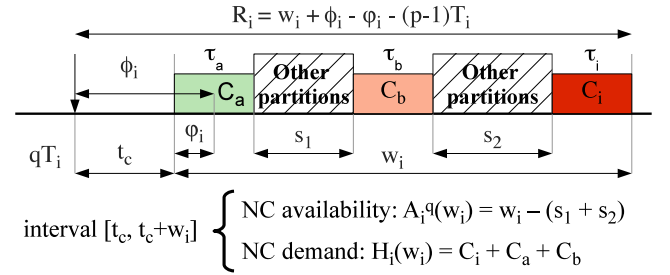 R_i = w_i + ϕ_i - φ_i - (p-1)T_i
τ_a Other partitions τ_b Other partitions τ_i
ϕ_i C_a C_b C_i
φ_i s_1 s_2
qT_i t_c w_i
interval [t_c, t_c+w_i] { NC availability: A_i^q(w_i) = w_i – (s_1 + s_2)
NC demand: H_i(w_i) = C_i + C_a + C_b